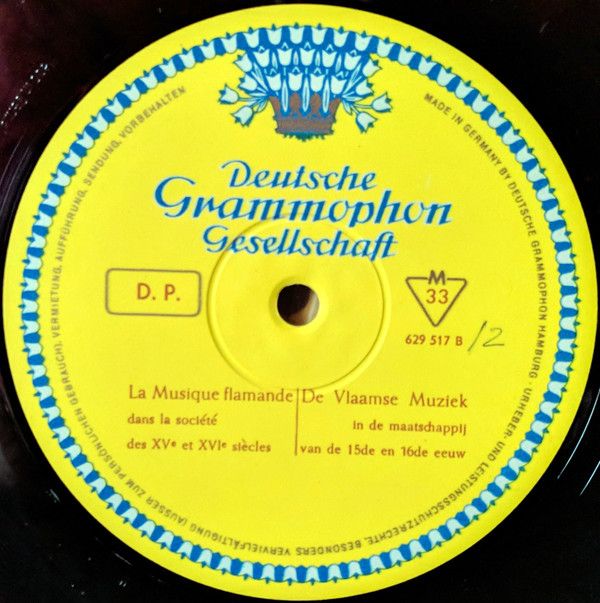 Deutsche
Grammophon
Gesellschaft
D. P.
M
33
629 517 B /2
La Musique flamande
dans la société
des XVe et XVIe siècles
De Vlaamse Muziek
in de maatschappij
van de 15de en 16de eeuw
MADE IN GERMANY BY DEUTSCHE GRAMMOPHON HAMBURG · URHEBER- UND LEISTUNGSSCHUTZRECHTE, BESONDERS VERVIELFÄLTIGUNG (AUSSER ZUM PERSÖNLICHEN GEBRAUCH), VERMIETUNG, AUFFÜHRUNG, SENDUNG, VORBEHALTEN